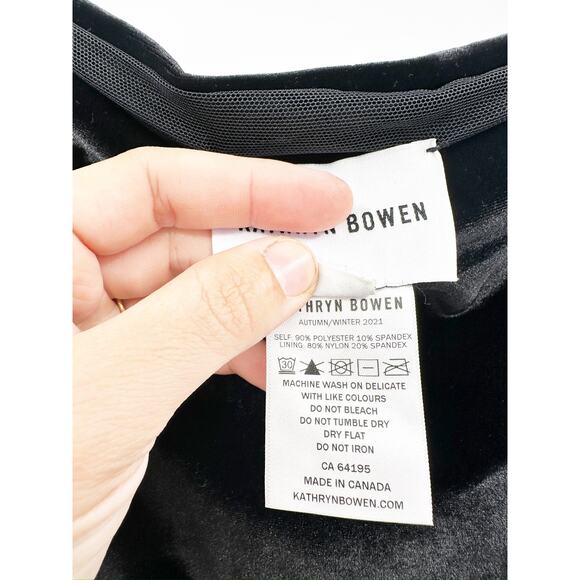 BOWEN
THRYN BOWEN
AUTUMN/WINTER 2021
SELF: 90% POLYESTER 10% SPANDEX
LINING: 80% NYLON 20% SPANDEX
30
MACHINE WASH ON DELICATE
WITH LIKE COLOURS
DO NOT BLEACH
DO NOT TUMBLE DRY
DRY FLAT
DO NOT IRON
CA 64195
MADE IN CANADA
KATHRYNBOWEN.COM